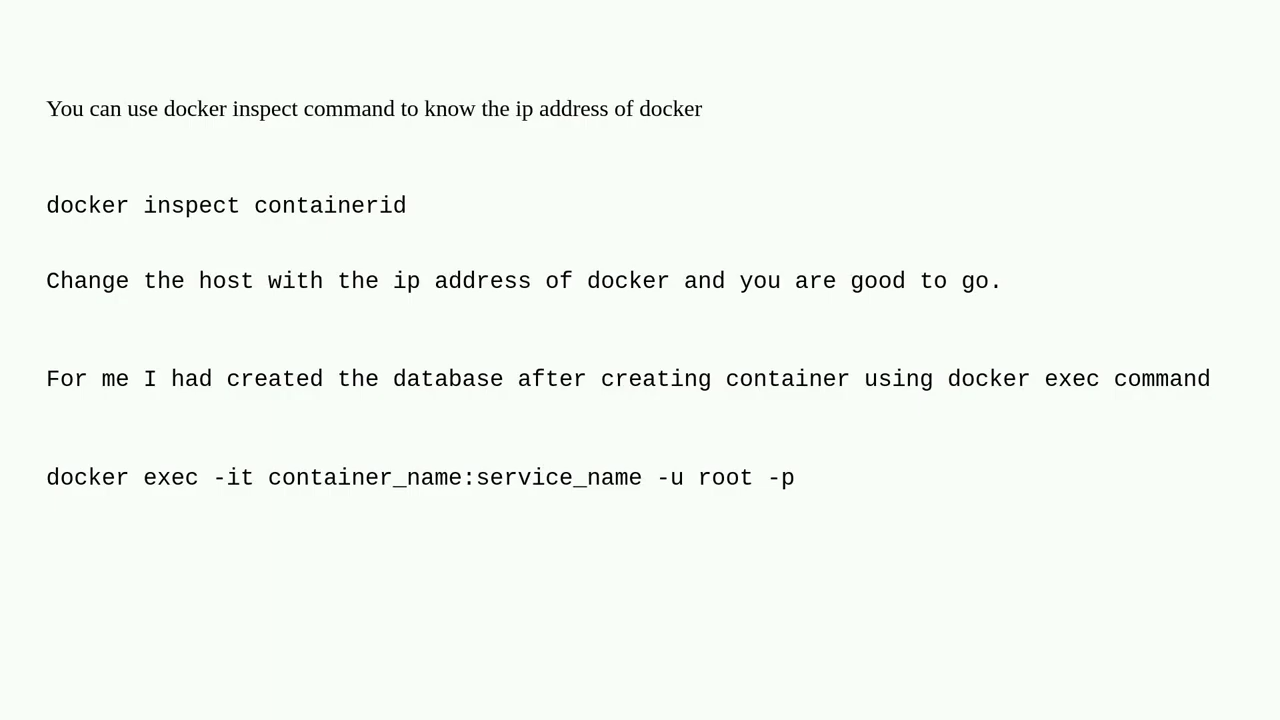 You can use docker inspect command to know the ip address of docker
docker inspect containerid
Change the host with the ip address of docker and you are good to go.
For me I had created the database after creating container using docker exec command
docker exec -it container_name:service_name -u root -p